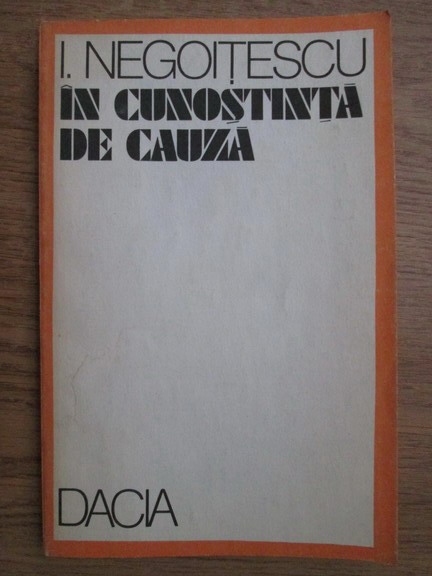 I. NEGOIȚESCU
ÎN CUNOȘTINȚĂ
DE CAUZĂ
DACIA